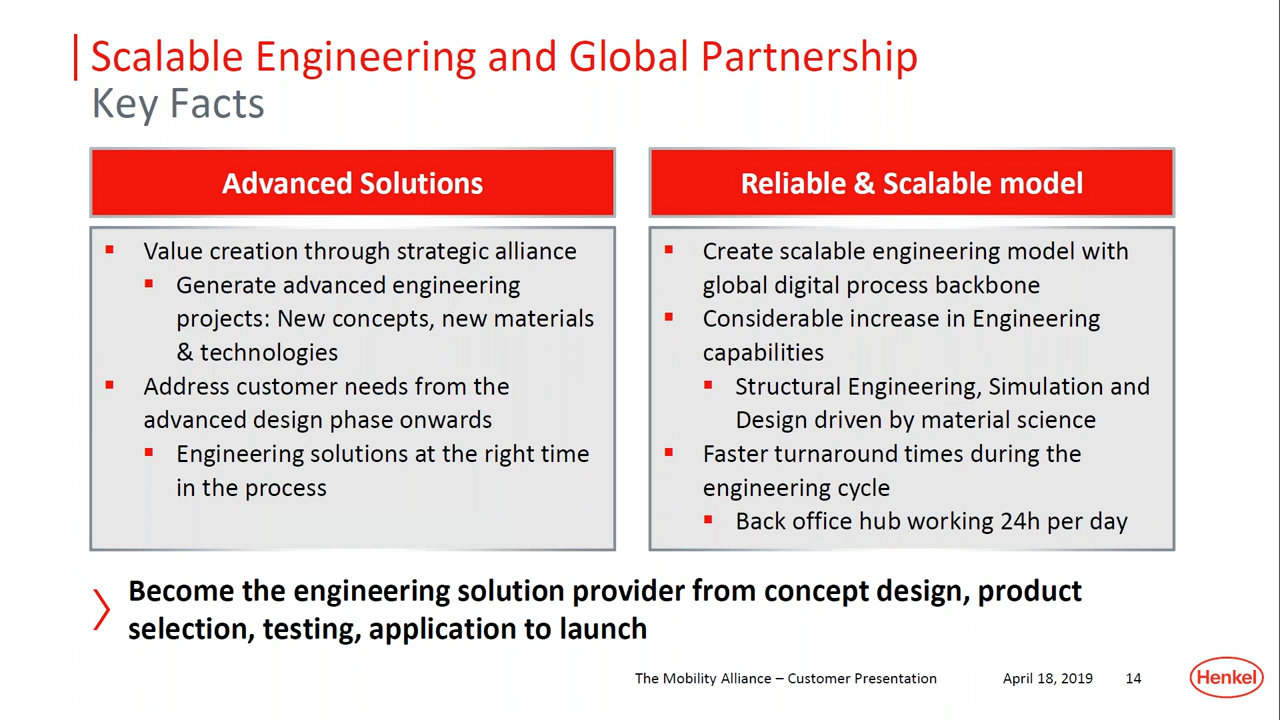 Scalable Engineering and Global Partnership
Key Facts
Advanced Solutions
Value creation through strategic alliance
Generate advanced engineering
projects: New concepts, new materials
& technologies
Address customer needs from the
advanced design phase onwards
Engineering solutions at the right time
in the process
Reliable & Scalable model
Create scalable engineering model with
global digital process backbone
Considerable increase in Engineering
capabilities
Structural Engineering, Simulation and
Design driven by material science
Faster turnaround times during the
engineering cycle
Back office hub working 24h per day
Become the engineering solution provider from concept design, product
selection, testing, application to launch
The Mobility Alliance – Customer Presentation April 18, 2019 14
Henkel